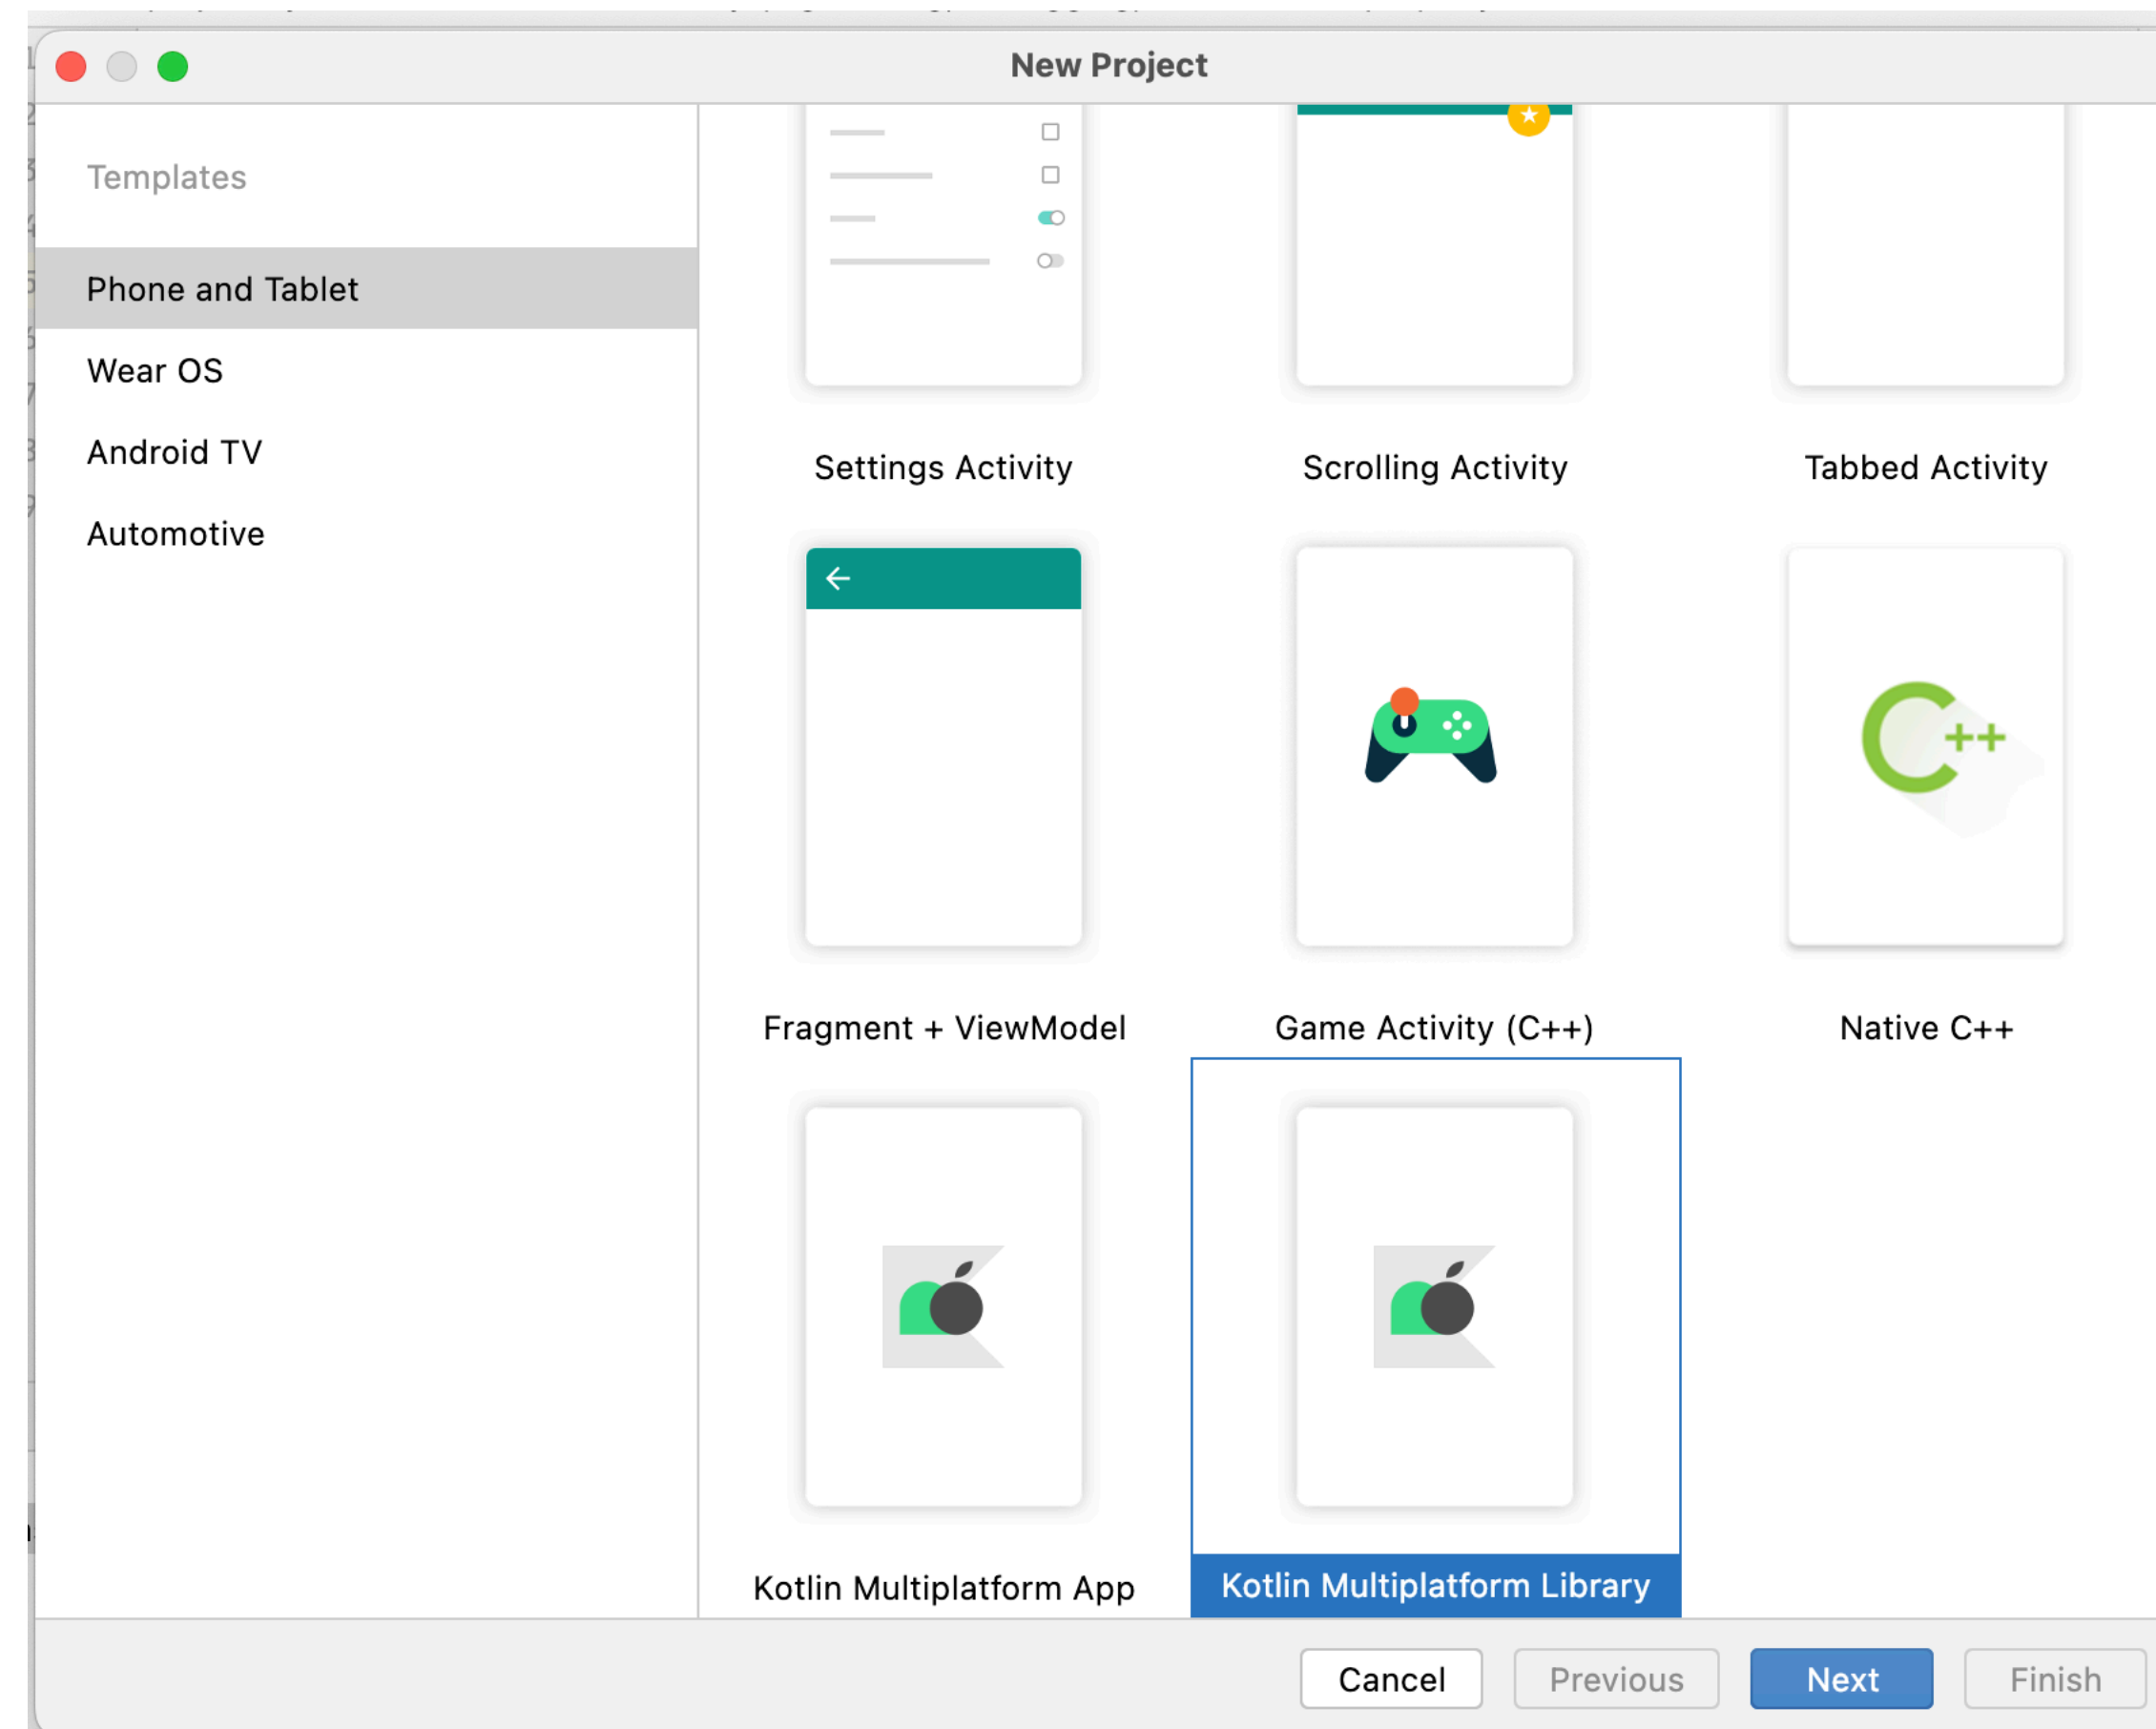 New Project
Templates
Phone and Tablet
Wear OS
Android TV
Automotive
Settings Activity
Scrolling Activity
Tabbed Activity
Fragment + ViewModel
Game Activity (C++)
C++
Native C++
Kotlin Multiplatform App
Kotlin Multiplatform Library
Cancel
Previous
Next
Finish